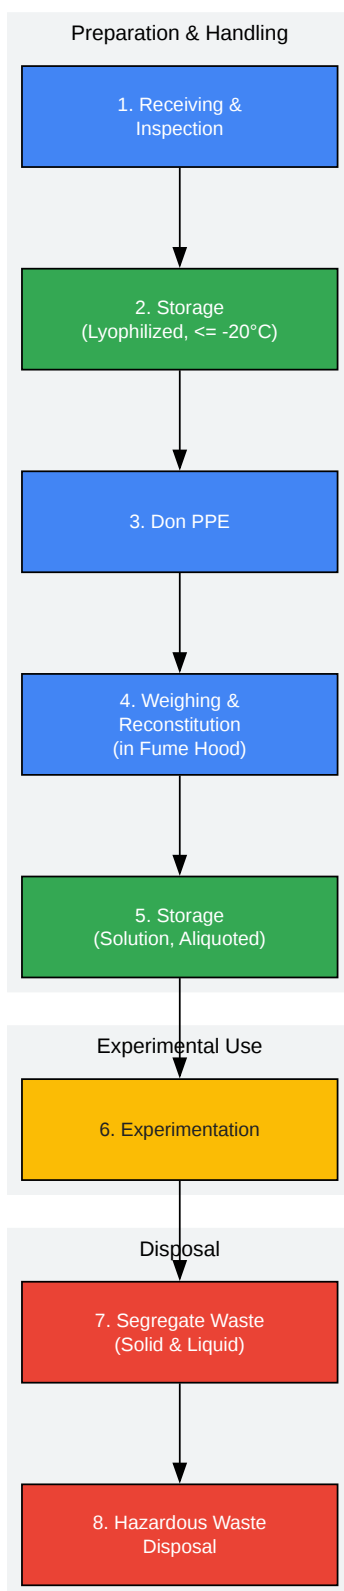 Preparation & Handling
1. Receiving &
Inspection
2. Storage
(Lyophilized, <= -20°C)
3. Don PPE
4. Weighing &
Reconstitution
(in Fume Hood)
5. Storage
(Solution, Aliquoted)
Experimental Use
6. Experimentation
Disposal
7. Segregate Waste
(Solid & Liquid)
8. Hazardous Waste
Disposal